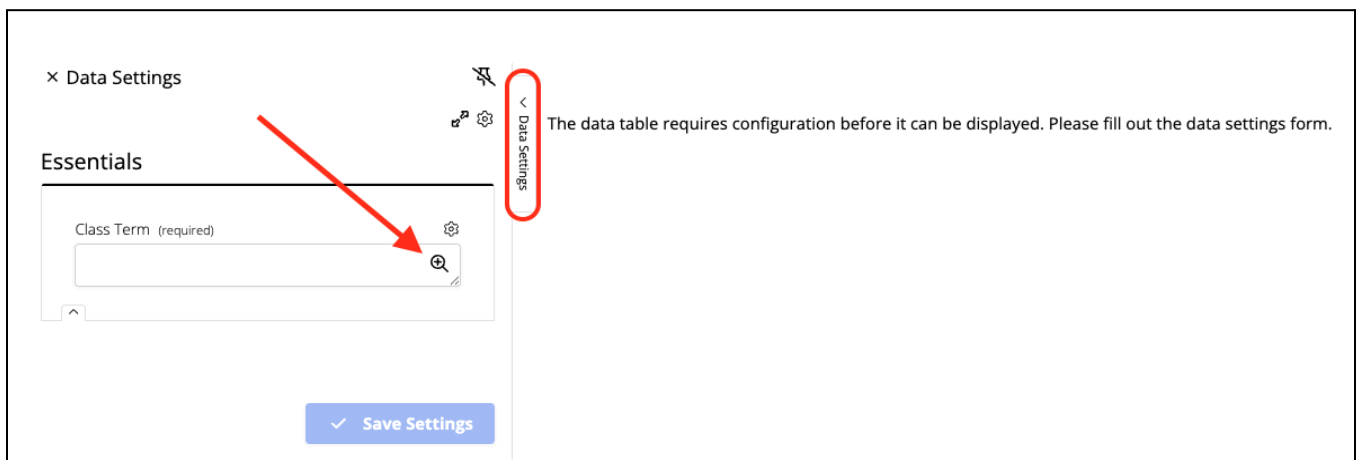 × Data Settings
Data Settings
The data table requires configuration before it can be displayed. Please fill out the data settings form.
Essentials
Class Term (required)
Save Settings